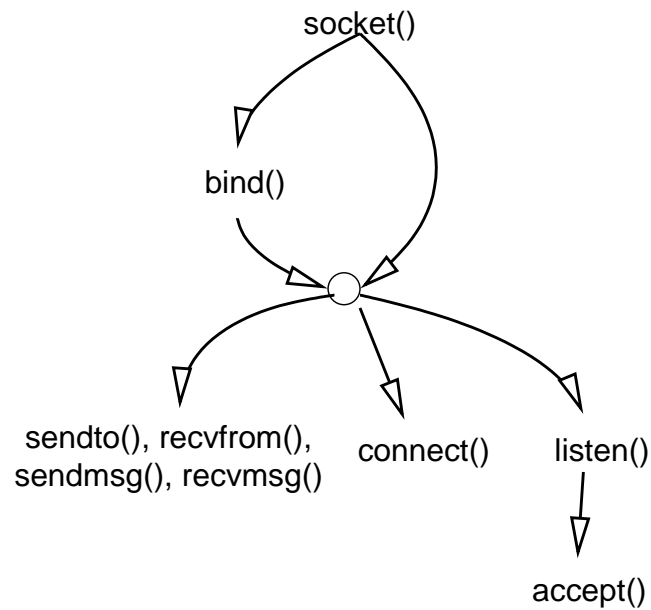 socket()
bind()
sendto(), recvfrom(),
sendmsg(), recvmsg()
connect()
listen()
accept()